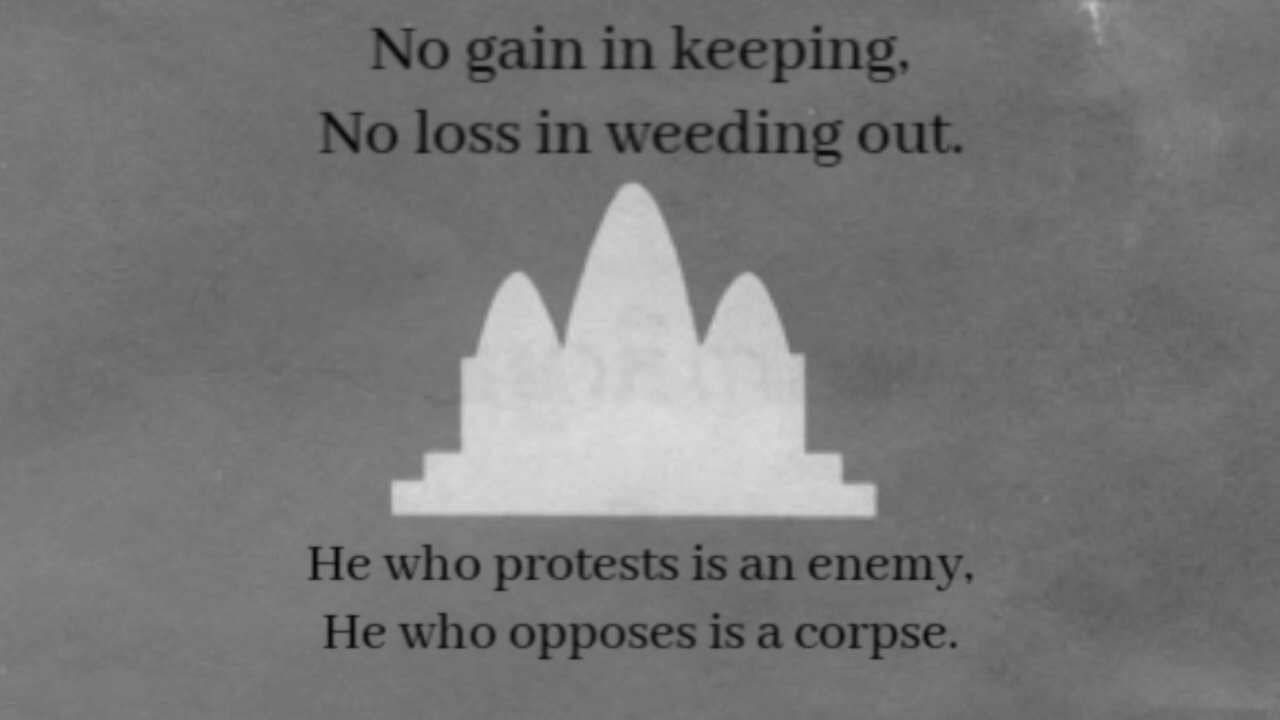 No gain in keeping,
No loss in weeding out.
He who protests is an enemy,
He who opposes is a corpse.